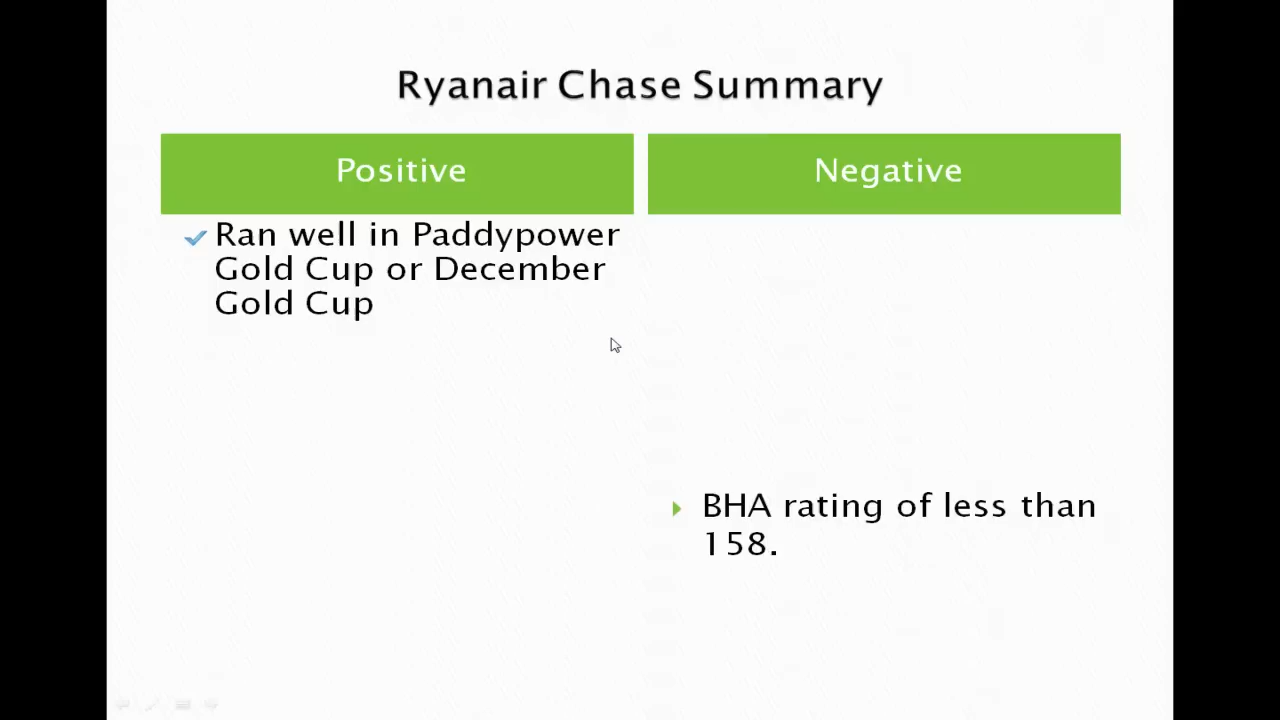 Ryanair Chase Summary
Positive
Negative
Ran well in Paddypower
Gold Cup or December
Gold Cup
BHA rating of less than
158.